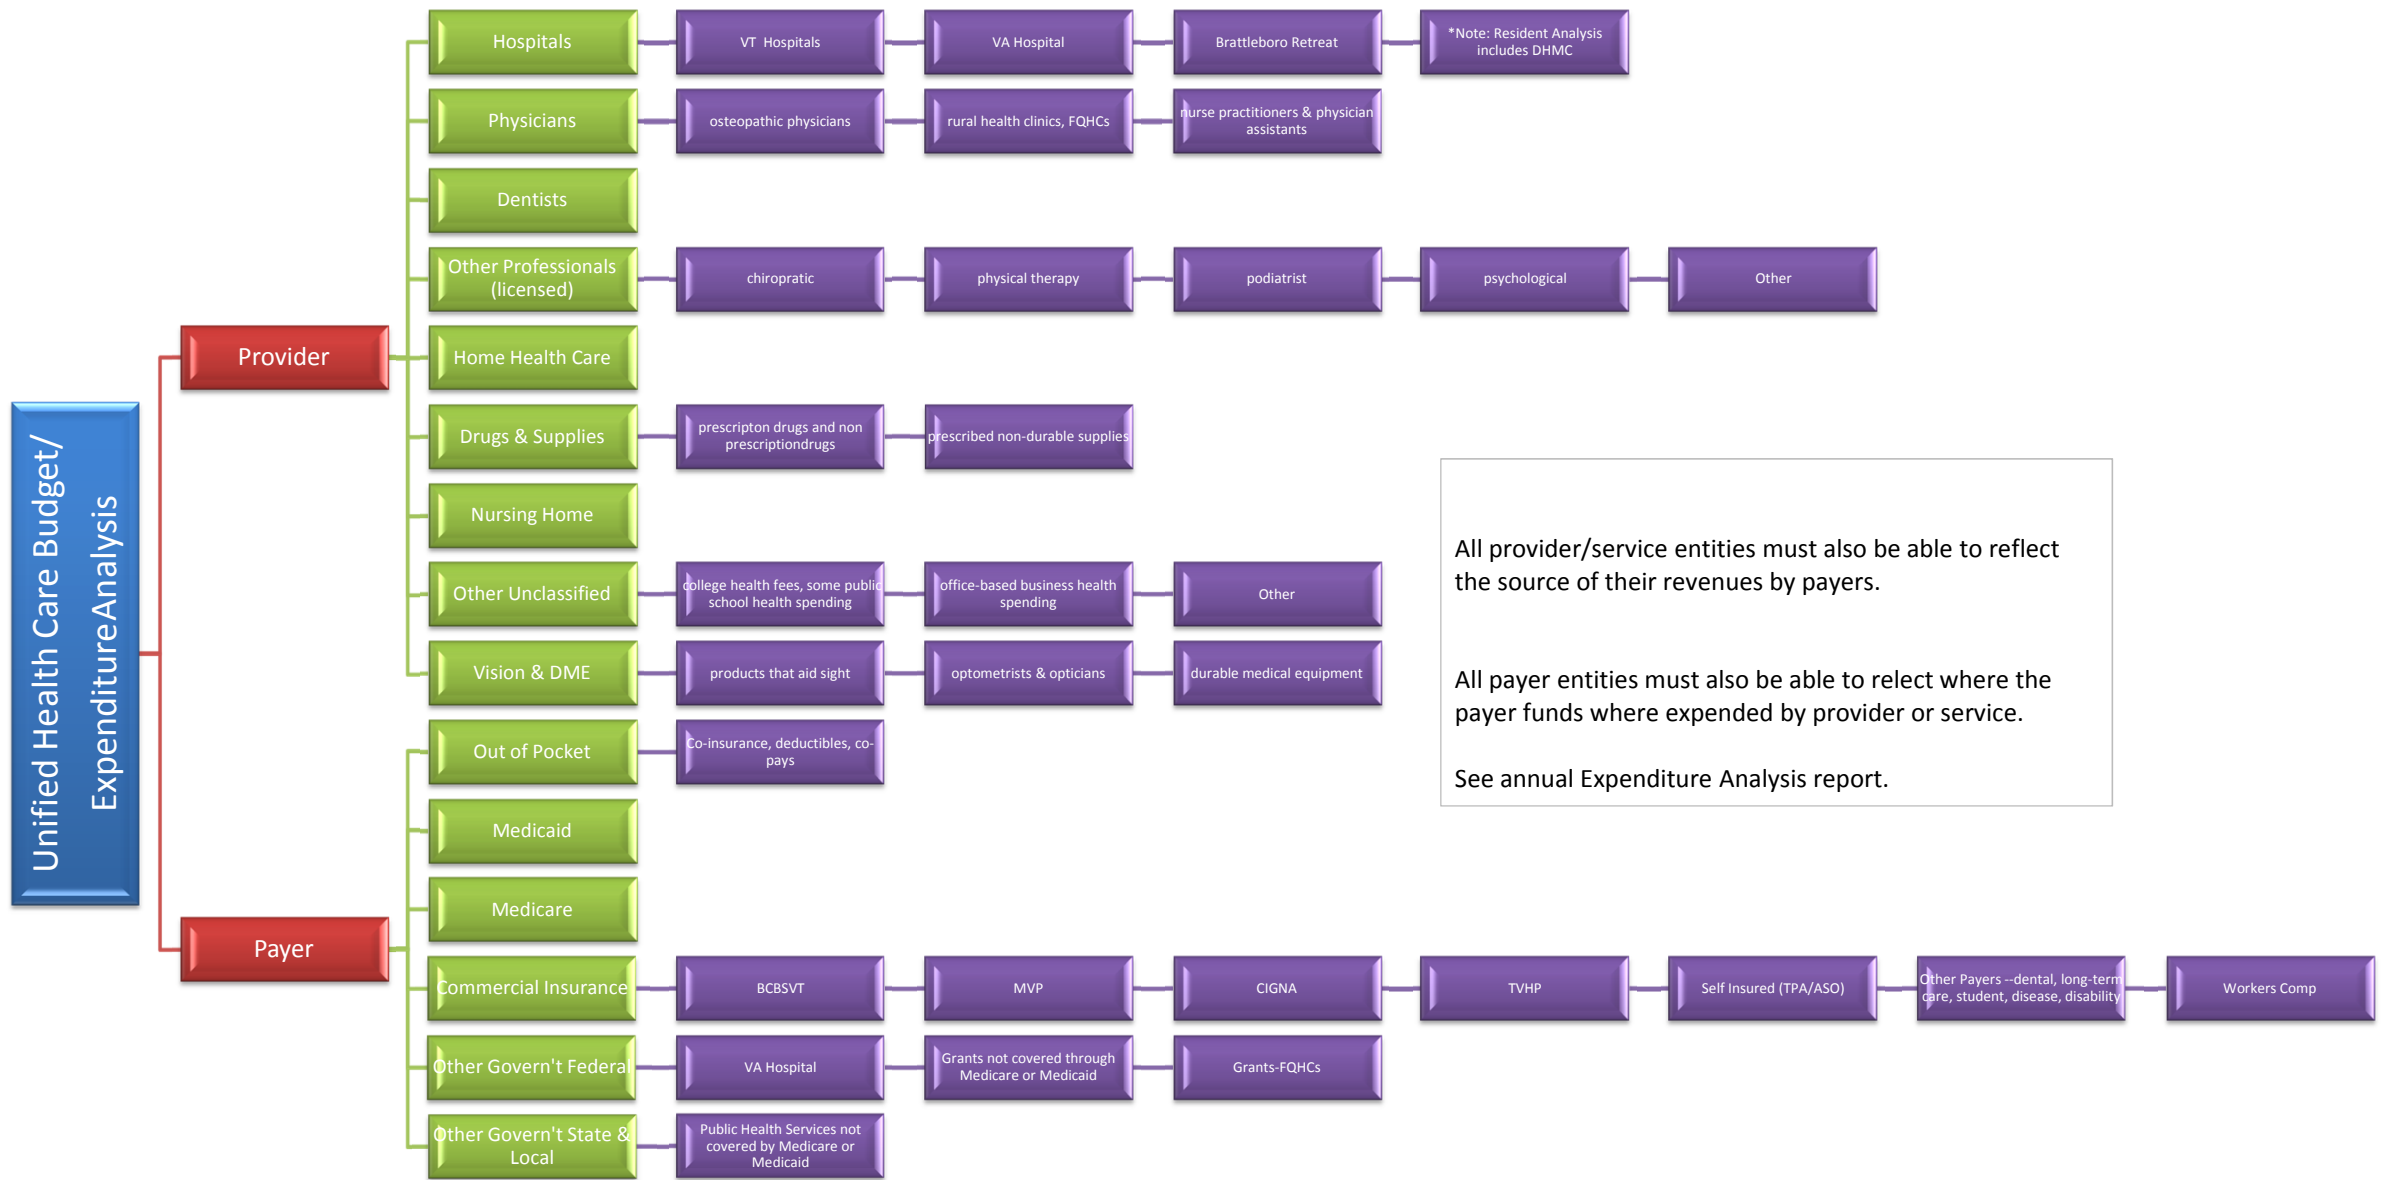 Unified Health Care Budget/
ExpenditureAnalysis
Provider
Hospitals
VT Hospitals
VA Hospital
Brattleboro Retreat
*Note: Resident Analysis
includes DHMC
Physicians
osteopathic physicians
rural health clinics, FQHCs
nurse practitioners & physician
assistants
Dentists
Other Professionals
(licensed)
chiropratic
physical therapy
podiatrist
psychological
Other
Home Health Care
Drugs & Supplies
prescripton drugs and non
prescriptiondrugs
prescribed non-durable supplies
Nursing Home
Other Unclassified
college health fees, some public
school health spending
office-based business health
spending
Other
Vision & DME
products that aid sight
optometrists & opticians
durable medical equipment
Payer
Out of Pocket
Co-insurance, deductibles, co-
pays
Medicaid
Medicare
Commercial Insurance
BCBSVT
MVP
CIGNA
TVHP
Self Insured (TPA/ASO)
Other Payers --dental, long-term
care, student, disease, disability
Workers Comp
Other Govern't Federal
VA Hospital
Grants not covered through
Medicare or Medicaid
Grants-FQHCs
Other Govern't State &
Local
Public Health Services not
covered by Medicare or
Medicaid
All provider/service entities must also be able to reflect
the source of their revenues by payers.
All payer entities must also be able to relect where the
payer funds where expended by provider or service.
See annual Expenditure Analysis report.